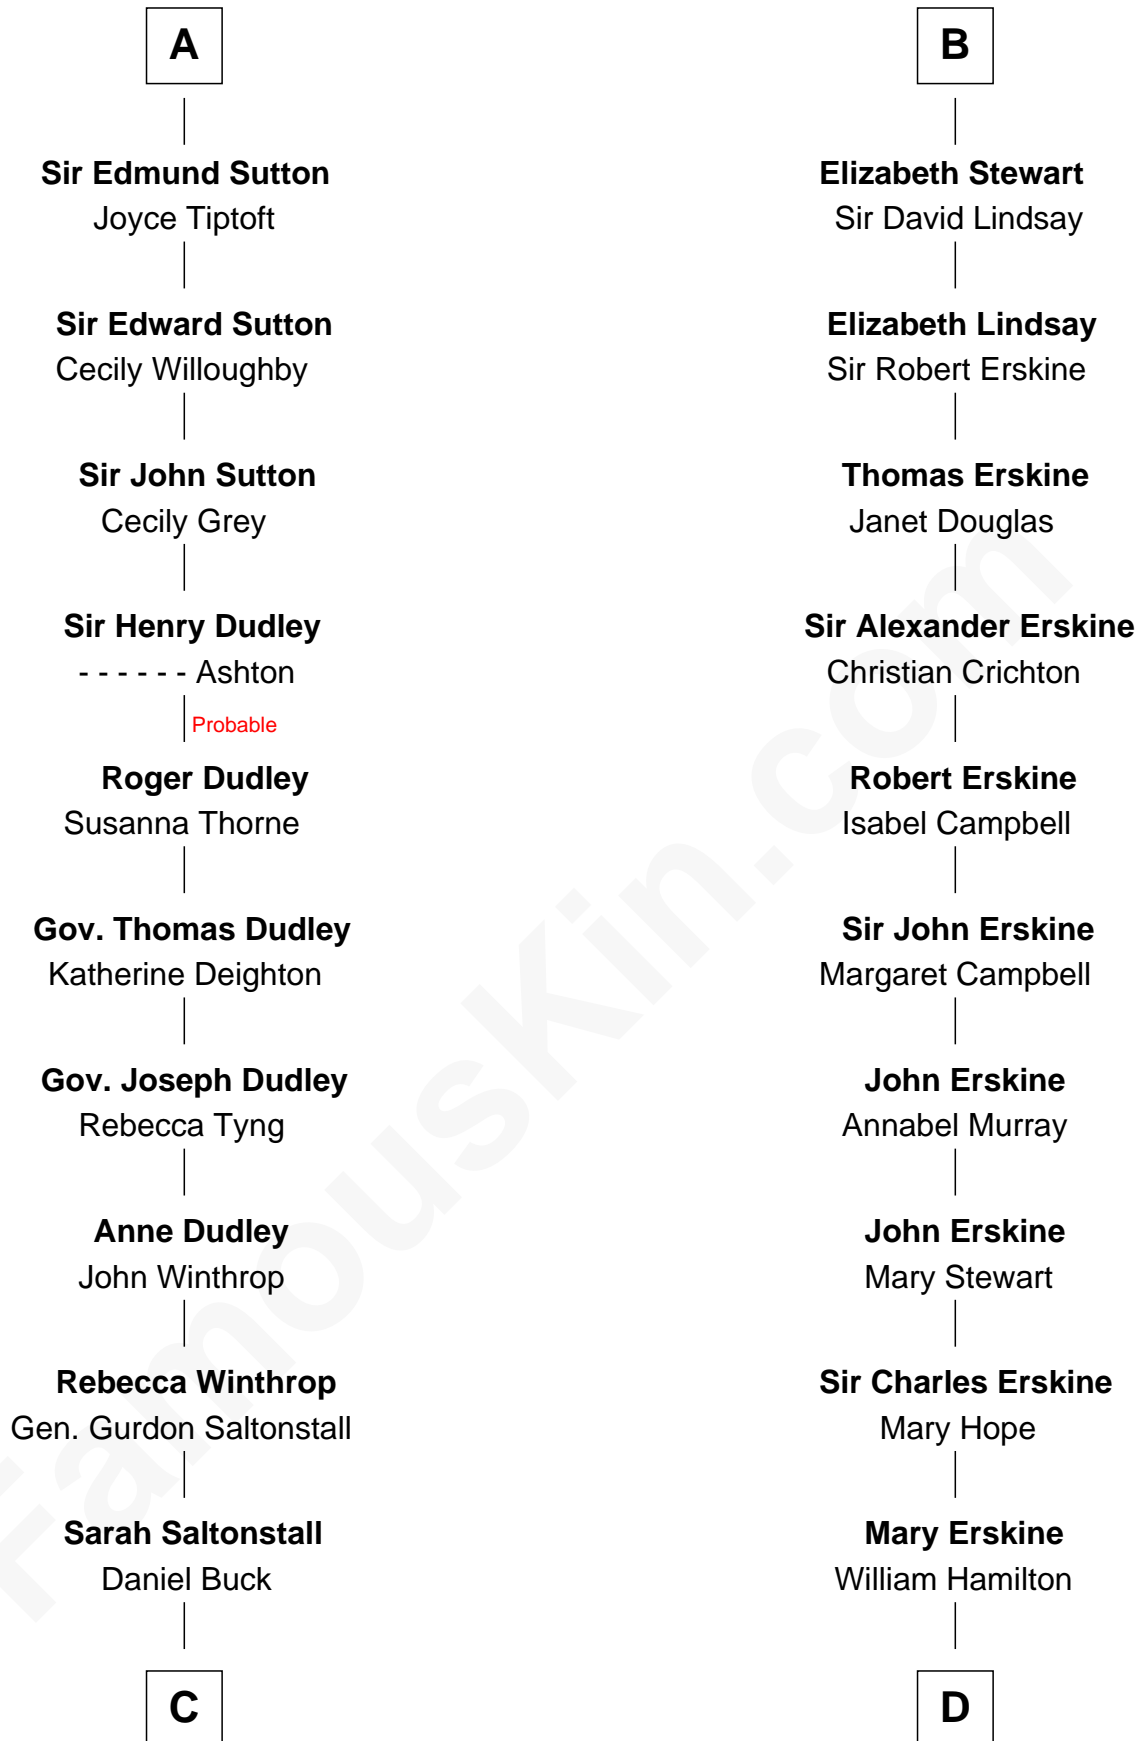 A
Sir Edmund Sutton
Joyce Tiptoft
Sir Edward Sutton
Cecily Willoughby
Sir John Sutton
Cecily Grey
Sir Henry Dudley
- - - - - - Ashton
Probable
Roger Dudley
Susanna Thorne
Gov. Thomas Dudley
Katherine Deighton
Gov. Joseph Dudley
Rebecca Tyng
Anne Dudley
John Winthrop
Rebecca Winthrop
Gen. Gurdon Saltonstall
Sarah Saltonstall
Daniel Buck
C
B
Elizabeth Stewart
Sir David Lindsay
Elizabeth Lindsay
Sir Robert Erskine
Thomas Erskine
Janet Douglas
Sir Alexander Erskine
Christian Crichton
Robert Erskine
Isabel Campbell
Sir John Erskine
Margaret Campbell
John Erskine
Annabel Murray
John Erskine
Mary Stewart
Sir Charles Erskine
Mary Hope
Mary Erskine
William Hamilton
D
FamousKin.com